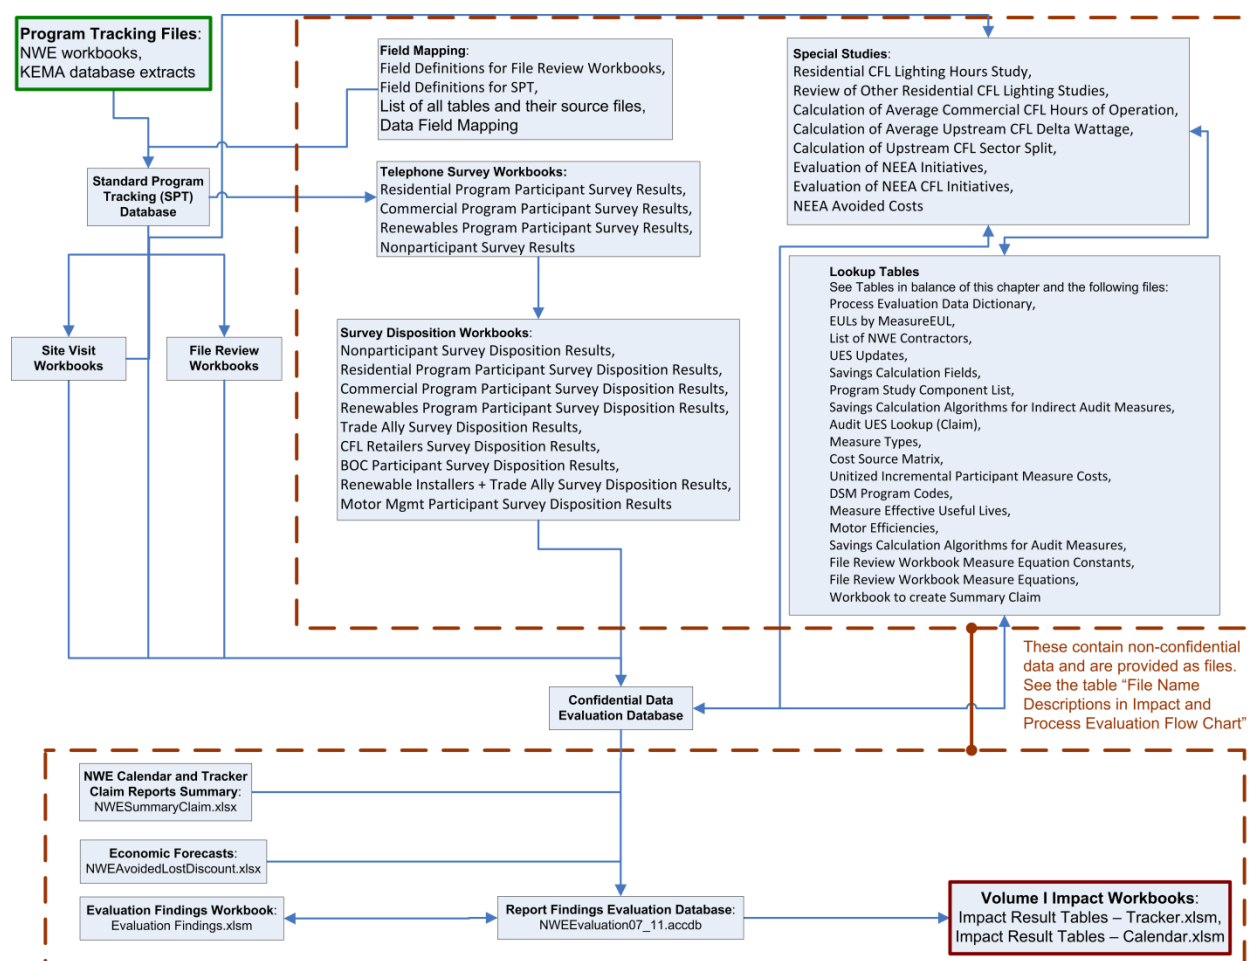 Program Tracking Files:
NWE workbooks,
KEMA database extracts
Field Mapping:
Field Definitions for File Review Workbooks,
Field Definitions for SPT,
List of all tables and their source files,
Data Field Mapping
Special Studies:
Residential CFL Lighting Hours Study,
Review of Other Residential CFL Lighting Studies,
Calculation of Average Commercial CFL Hours of Operation,
Calculation of Average Upstream CFL Delta Wattage,
Calculation of Upstream CFL Sector Split,
Evaluation of NEEA Initiatives,
Evaluation of NEEA CFL Initiatives,
NEEA Avoided Costs
Standard Program
Tracking (SPT)
Database
Telephone Survey Workbooks:
Residential Program Participant Survey Results,
Commercial Program Participant Survey Results,
Renewables Program Participant Survey Results,
Nonparticipant Survey Results
Lookup Tables
See Tables in balance of this chapter and the following files:
Process Evaluation Data Dictionary,
EULs by MeasureEUL,
List of NWE Contractors,
UES Updates,
Savings Calculation Fields,
Program Study Component List,
Savings Calculation Algorithms for Indirect Audit Measures,
Audit UES Lookup (Claim),
Measure Types,
Cost Source Matrix,
Unitized Incremental Participant Measure Costs,
DSM Program Codes,
Measure Effective Useful Lives,
Motor Efficiencies,
Savings Calculation Algorithms for Audit Measures,
File Review Workbook Measure Equation Constants,
File Review Workbook Measure Equations,
Workbook to create Summary Claim
Site Visit
Workbooks
File Review
Workbooks
Survey Disposition Workbooks:
Nonparticipant Survey Disposition Results,
Residential Program Participant Survey Disposition Results,
Commercial Program Participant Survey Disposition Results,
Renewables Program Participant Survey Disposition Results,
Trade Ally Survey Disposition Results,
CFL Retailers Survey Disposition Results,
BOC Participant Survey Disposition Results,
Renewable Installers + Trade Ally Survey Disposition Results,
Motor Mgmt Participant Survey Disposition Results
These contain non-confidential
data and are provided as files.
See the table “File Name
Descriptions in Impact and
Process Evaluation Flow Chart”
Confidential Data
Evaluation Database
NWE Calendar and Tracker
Claim Reports Summary:
NWESummaryClaim.xlsx
Economic Forecasts:
NWEAvoidedLostDiscount.xlsx
Evaluation Findings Workbook:
Evaluation Findings.xlsm
Report Findings Evaluation Database:
NWEEvaluation07_11.accdb
Volume I Impact Workbooks:
Impact Result Tables – Tracker.xlsm,
Impact Result Tables – Calendar.xlsm